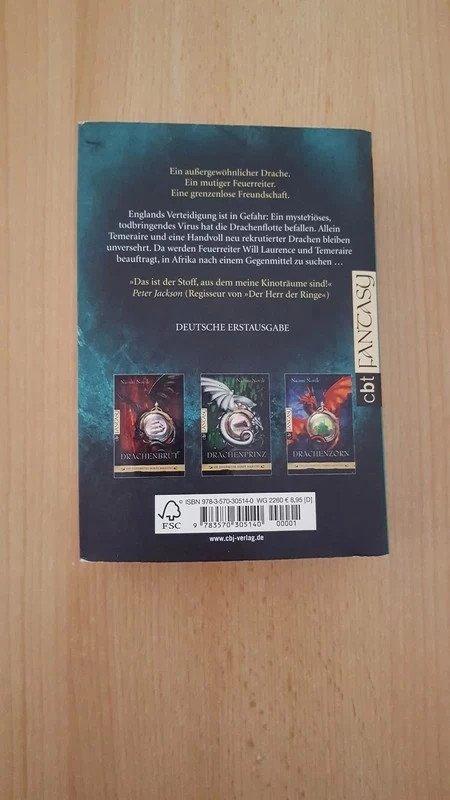 Ein außergewöhnlicher Drache.
Ein mutiger Feuerreiter.
Eine grenzenlose Freundschaft.
Englands Verteidigung ist in Gefahr: Ein mysteriöses,
todbringendes Virus hat die Drachenflotte befallen. Allein
Temeraire und eine Handvoll neu rekrutierter Drachen bleiben
unversehrt. Da werden Feuerreiter Will Laurence und Temeraire
beauftragt, in Afrika nach einem Gegenmittel zu suchen …
»Das ist der Stoff, aus dem meine Kinoträume sind!«
Peter Jackson (Regisseur von »Der Herr der Ringe«)
DEUTSCHE ERSTAUSGABE
cbt FANTASY
Naomi Novik
DRACHENBRUT
Naomi Novik
DRACHENPRINZ
Naomi Novik
DRACHENZORN
FSC
ISBN 978-3-570-30514-0 WG 2260 € 8,95 [D]
9 783570 305140
00001
www.cbj-verlag.de